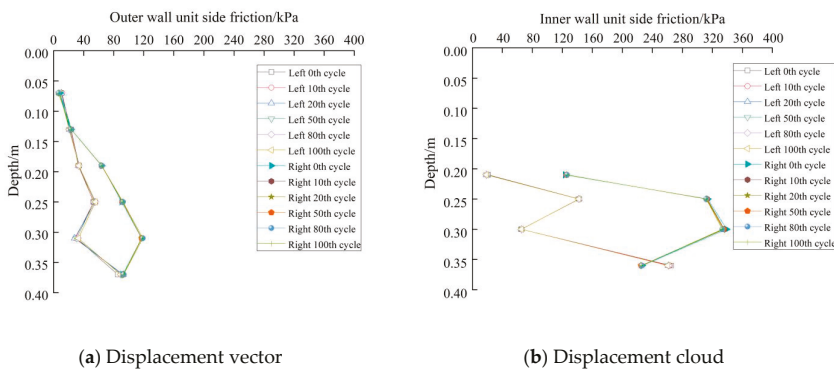 Outer wall unit side friction/kPa
0 40 80 120 160 200 240 280 320 360 400
0.00
0.05
0.10
0.15
0.20
0.25
0.30
0.35
0.40
Depth/m
Left 0th cycle
Left 10th cycle
Left 20th cycle
Left 50th cycle
Left 80th cycle
Left 100th cycle
Right 0th cycle
Right 10th cycle
Right 20th cycle
Right 50th cycle
Right 80th cycle
Right 100th cycle
(a) Displacement vector
Inner wall unit side friction/kPa
0 40 80 120 160 200 240 280 320 360 400
0.00
0.05
0.10
0.15
0.20
0.25
0.30
0.35
0.40
Depth/m
Left 0th cycle
Left 10th cycle
Left 20th cycle
Left 50th cycle
Left 80th cycle
Left 100th cycle
Right 0th cycle
Right 10th cycle
Right 20th cycle
Right 50th cycle
Right 80th cycle
Right 100th cycle
(b) Displacement cloud